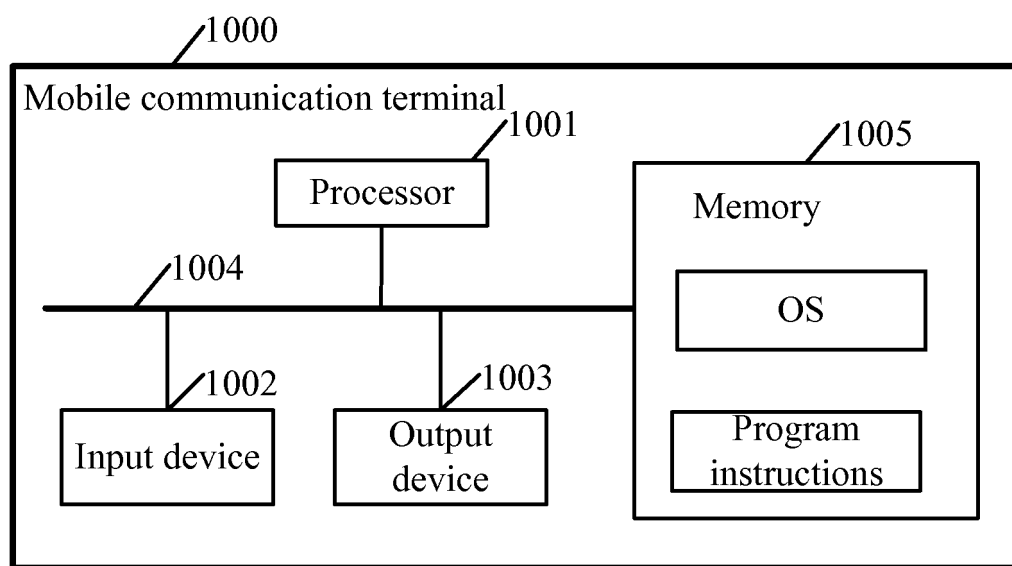 1000
Mobile communication terminal
1001
1005
Processor
Memory
1004
OS
1002
1003
Input device
Output
device
Program
instructions